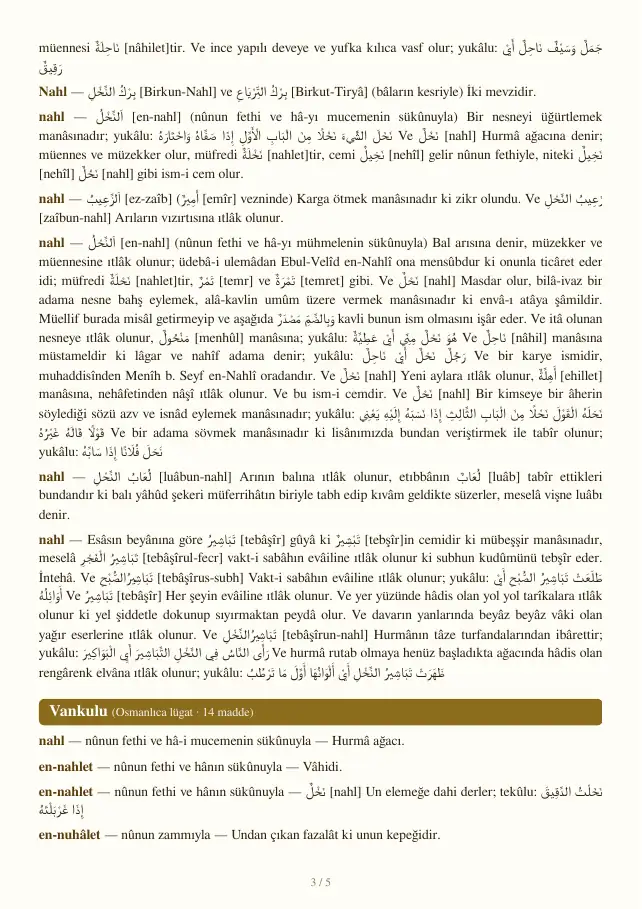 müennesi نَاحِلَةٌ [nâhilet]tir. Ve ince yapılı deveye ve yufka kılıca vasf olur; yukâlu: جَمَلٌ وَسَيْفٌ نَاحِلٌ أَيْ
رَقِيقٌ
Nahl — بِرْكُ النَّخْلِ [Birkun-Nahl] ve بِرْكُ التِّرْيَاعِ [Birkut-Tiryâ] (bâların kesriyle) İki mevzidir.
nahl — اَلنَّخْلُ [en-nahl] (nûnun fethi ve hâ-yı mucemenin sükûnuyla) Bir nesneyi üğürtlemek
manâsınadır; yukâlu: نَخَلَ الشَّيءَ نَخْلًا مِنَ الْبَابِ الْأَوَّلِ إِذَا صَفَّاهُ وَاخْتَارَهُ Ve نَخْلٌ [nahl] Hurmâ ağacına denir;
müennes ve müzekker olur, müfredi نَخْلَةٌ [nahlet]tir, cemi نَخِيلٌ [nehîl] gelir nûnun fethiyle, niteki نَخِيلٌ
[nehîl] نَخْلٌ [nahl] gibi ism-i cem olur.
nahl — اَلزَّعِيبُ [ez-zaîb] (أَمِيرٌ [emîr] vezninde) Karga ötmek manâsınadır ki zikr olundu. Ve زَعِيبُ النَّحْلِ
[zaîbun-nahl] Arıların vızırtısına ıtlâk olunur.
nahl — اَلنَّحْلُ [en-nahl] (nûnun fethi ve hâ-yı mühmelenin sükûnuyla) Bal arısına denir, müzekker ve
müennesine ıtlâk olunur; üdebâ-i ulemâdan Ebul-Velîd en-Nahlî ona mensûbdur ki onunla ticâret eder
idi; müfredi نَحْلَةٌ [nahlet]tir, تَمْرٌ [temr] ve تَمْرَةٌ [temret] gibi. Ve نَحْلٌ [nahl] Masdar olur, bilâ-ivaz bir
adama nesne bahş eylemek, alâ-kavlin umûm üzere vermek manâsınadır ki envâ-ı atâya şâmildir.
Müellif burada misâl getirmeyip ve aşağıda وَبِالضَّمِّ مَصْدَرٌ kavli bunun ism olmasını işâr eder. Ve itâ olunan
nesneye ıtlâk olunur, مَنْحُولٌ [menhûl] manâsına; yukâlu: هُوَ نَحْلٌ مِنِّي أَيْ عَطِيَّةٌ Ve نَاحِلٌ [nâhil] manâsına
müstameldir ki lâgar ve nahîf adama denir; yukâlu: رَجُلٌ نَحْلٌ أَيْ نَاحِلٌ Ve bir karye ismidir,
muhaddisînden Menîh b. Seyf en-Nahlî oradandır. Ve نَحْلٌ [nahl] Yeni aylara ıtlâk olunur, أَهِلَّةٌ [ehillet]
manâsına, nehâfetinden nâşî ıtlâk olunur. Ve bu ism-i cemdir. Ve نَحْلٌ [nahl] Bir kimseye bir âherin
söylediği sözü azv ve isnâd eylemek manâsınadır; yukâlu: نَحَلَهُ الْقَوْلَ نَحْلًا مِنَ الْبَابِ الثَّالِثِ إِذَا نَسَبَهُ إِلَيْهِ يَعْنِي
قَوْلًا قَالَهُ غَيْرُهُ Ve bir adama sövmek manâsınadır ki lisânımızda bundan veriştirmek ile tabîr olunur;
yukâlu: نَحَلَ فُلَانًا إِذَا سَابَّهُ
nahl — لُعَابُ النَّحْلِ [luâbun-nahl] Arının balına ıtlâk olunur, etıbbânın لُعَابٌ [luâb] tabîr ettikleri
bundandır ki balı yâhûd şekeri müferrihâtın biriyle tabh edip kıvâm geldikte süzerler, meselâ vişne luâbı
denir.
nahl — Esâsın beyânına göre تَبَاشِيرُ [tebâşîr] gûyâ ki تَبْشِيرٌ [tebşîr]in cemidir ki mübeşşir manâsınadır,
meselâ تَبَاشِيرُ الْفَجْرِ [tebâşîrul-fecr] vakt-i sabâhın evâiline ıtlâk olunur ki subhun kudûmünü tebşîr eder.
İntehâ. Ve تَبَاشِيرُالصُّبْحِ [tebâşîrus-subh] Vakt-i sabâhın evâiline ıtlâk olunur; yukâlu: طَلَعَتْ تَبَاشِيرُ الصُّبْحِ أَيْ
أَوَائِلُهُ Ve تَبَاشِيرُ [tebâşîr] Her şeyin evâiline ıtlâk olunur. Ve yer yüzünde hâdis olan yol yol tarîkalara ıtlâk
olunur ki yel şiddetle dokunup sıyırmaktan peydâ olur. Ve davarın yanlarında beyâz beyâz vâki olan
yağır eserlerine ıtlâk olunur. Ve تَبَاشِيرُالنَّخْلِ [tebâşîrun-nahl] Hurmânın tâze turfandalarından ibârettir;
yukâlu: رَأَى النَّاسُ فِي النَّخْلِ التَّبَاشِيرَ أَيِ الْبَوَاكِيرَ Ve hurmâ rutab olmaya henüz başladıkta ağacında hâdis olan
rengârenk elvâna ıtlâk olunur; yukâlu: ظَهَرَتْ تَبَاشِيرُ النَّخْلِ أَيْ أَلْوَانُهَا أَوَّلَ مَا تَرْطُبُ
Vankulu (Osmanlıca lügat · 14 madde)
nahl — nûnun fethi ve hâ-i mucemenin sükûnuyla — Hurmâ ağacı.
en-nahlet — nûnun fethi ve hânın sükûnuyla — Vâhidi.
en-nahlet — nûnun fethi ve hânın sükûnuyla — نَخْلٌ [nahl] Un elemeğe dahi derler; tekûlu: نَخَلْتُ الدَّقِيقَ
إِذَا غَرْبَلْتَهُ
en-nuhâlet — nûnun zammıyla — Undan çıkan fazalât ki unun kepeğidir.
3 / 5